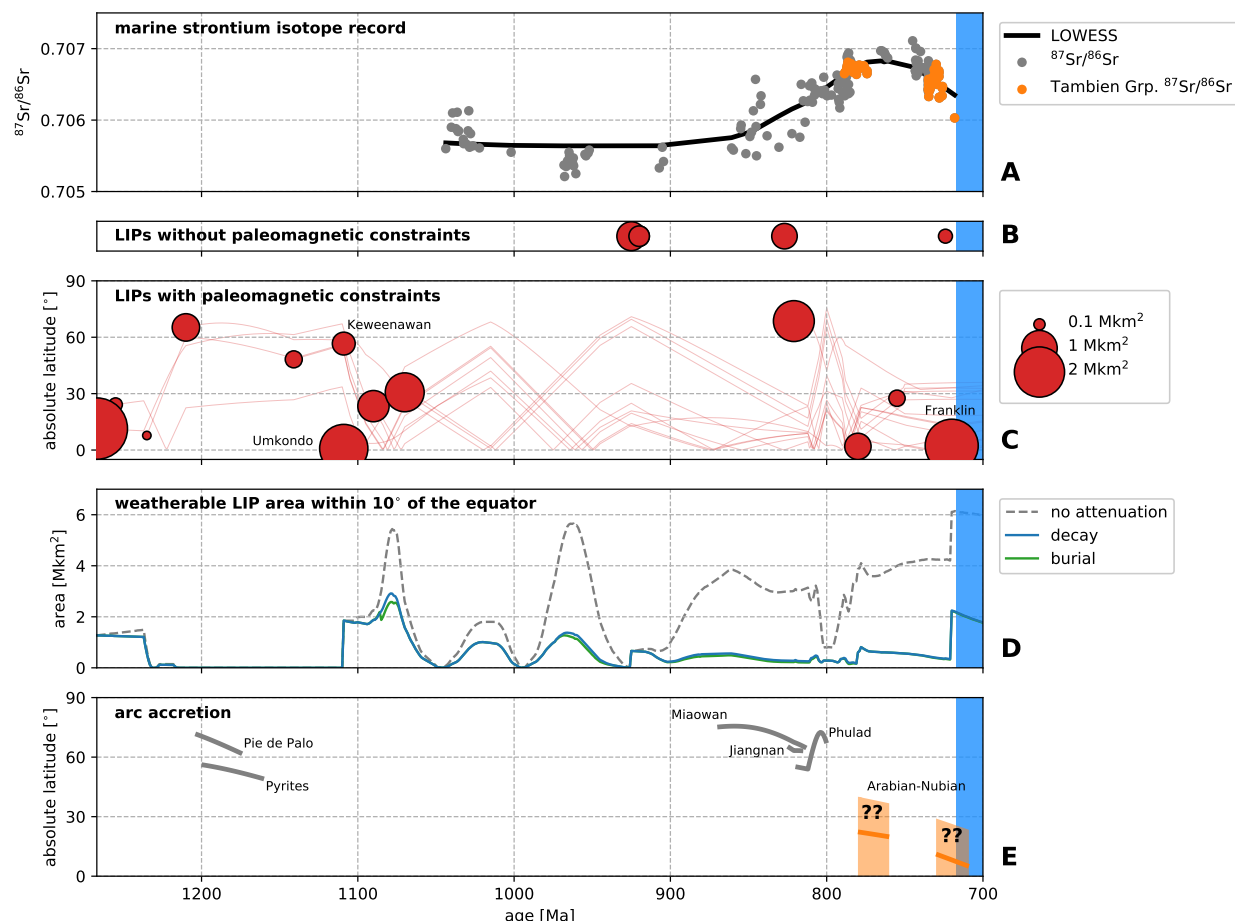 marine strontium isotope record
0.707
0.706
0.705
⁸⁷Sr/⁸⁶Sr
LOWESS
⁸⁷Sr/⁸⁶Sr
Tambien Grp. ⁸⁷Sr/⁸⁶Sr
A
LIPs without paleomagnetic constraints
B
LIPs with paleomagnetic constraints
90
60
30
0
absolute latitude [°]
Keweenawan
Umkondo
Franklin
0.1 Mkm²
1 Mkm²
2 Mkm²
C
weatherable LIP area within 10° of the equator
6
4
2
0
area [Mkm²]
no attenuation
decay
burial
D
arc accretion
90
60
30
0
absolute latitude [°]
Pie de Palo
Pyrites
Miaowan
Jiangnan
Phulad
Arabian-Nubian
??
??
E
1200
1100
1000
900
800
700
age [Ma]